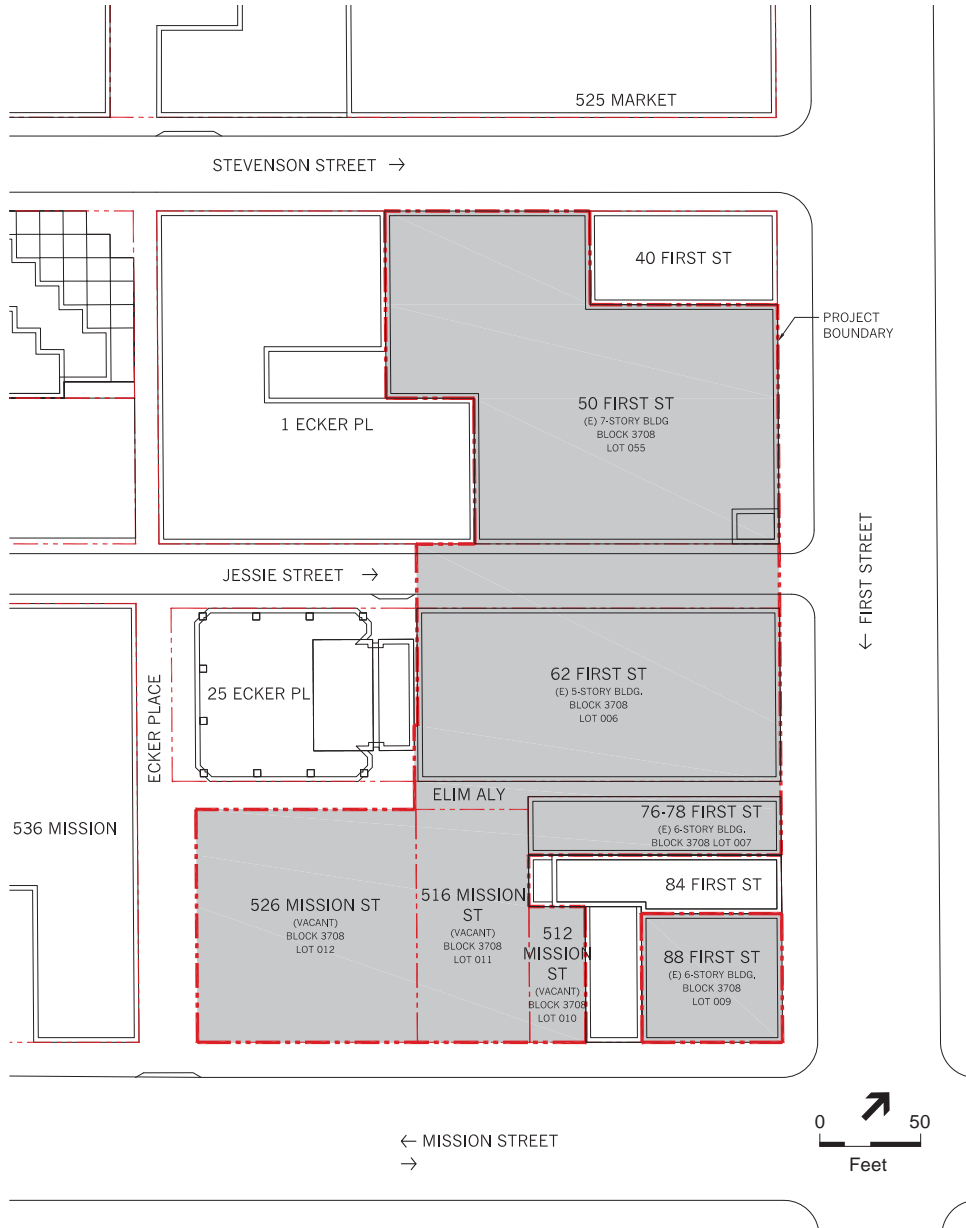 525 MARKET
STEVENSON STREET →
40 FIRST ST
PROJECT
BOUNDARY
50 FIRST ST
(E) 7-STORY BLDG
BLOCK 3708
LOT 055
1 ECKER PL
← FIRST STREET
JESSIE STREET →
62 FIRST ST
(E) 5-STORY BLDG.
BLOCK 3708
LOT 006
25 ECKER PL
ECKER PLACE
ELIM ALY
76-78 FIRST ST
(E) 6-STORY BLDG.
BLOCK 3708 LOT 007
536 MISSION
84 FIRST ST
526 MISSION ST
(VACANT)
BLOCK 3708
LOT 012
516 MISSION
ST
(VACANT)
BLOCK 3708
LOT 011
512
MISSION
ST
(VACANT)
BLOCK 3708
LOT 010
88 FIRST ST
(E) 6-STORY BLDG,
BLOCK 3708
LOT 009
← MISSION STREET
→
0 50
Feet